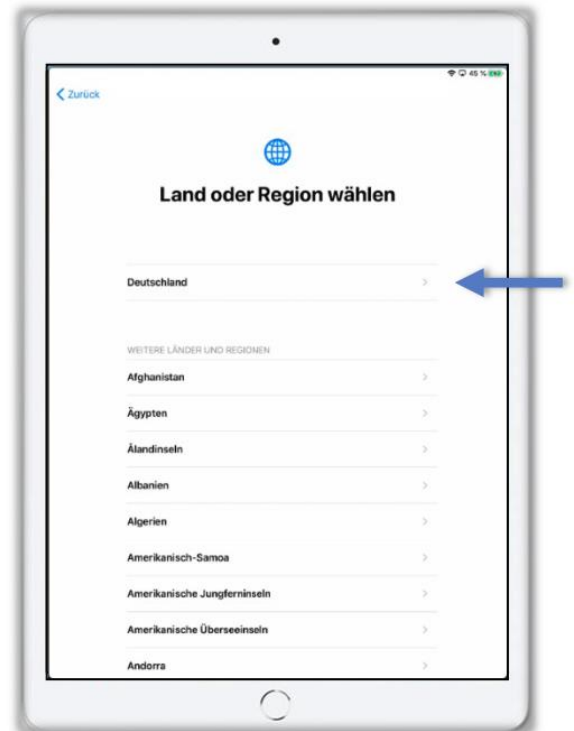 45 %
Zurück
Land oder Region wählen
Deutschland
WEITERE LÄNDER UND REGIONEN
Afghanistan
Ägypten
Ålandinseln
Albanien
Algerien
Amerikanisch-Samoa
Amerikanische Jungferninseln
Amerikanische Überseeinseln
Andorra